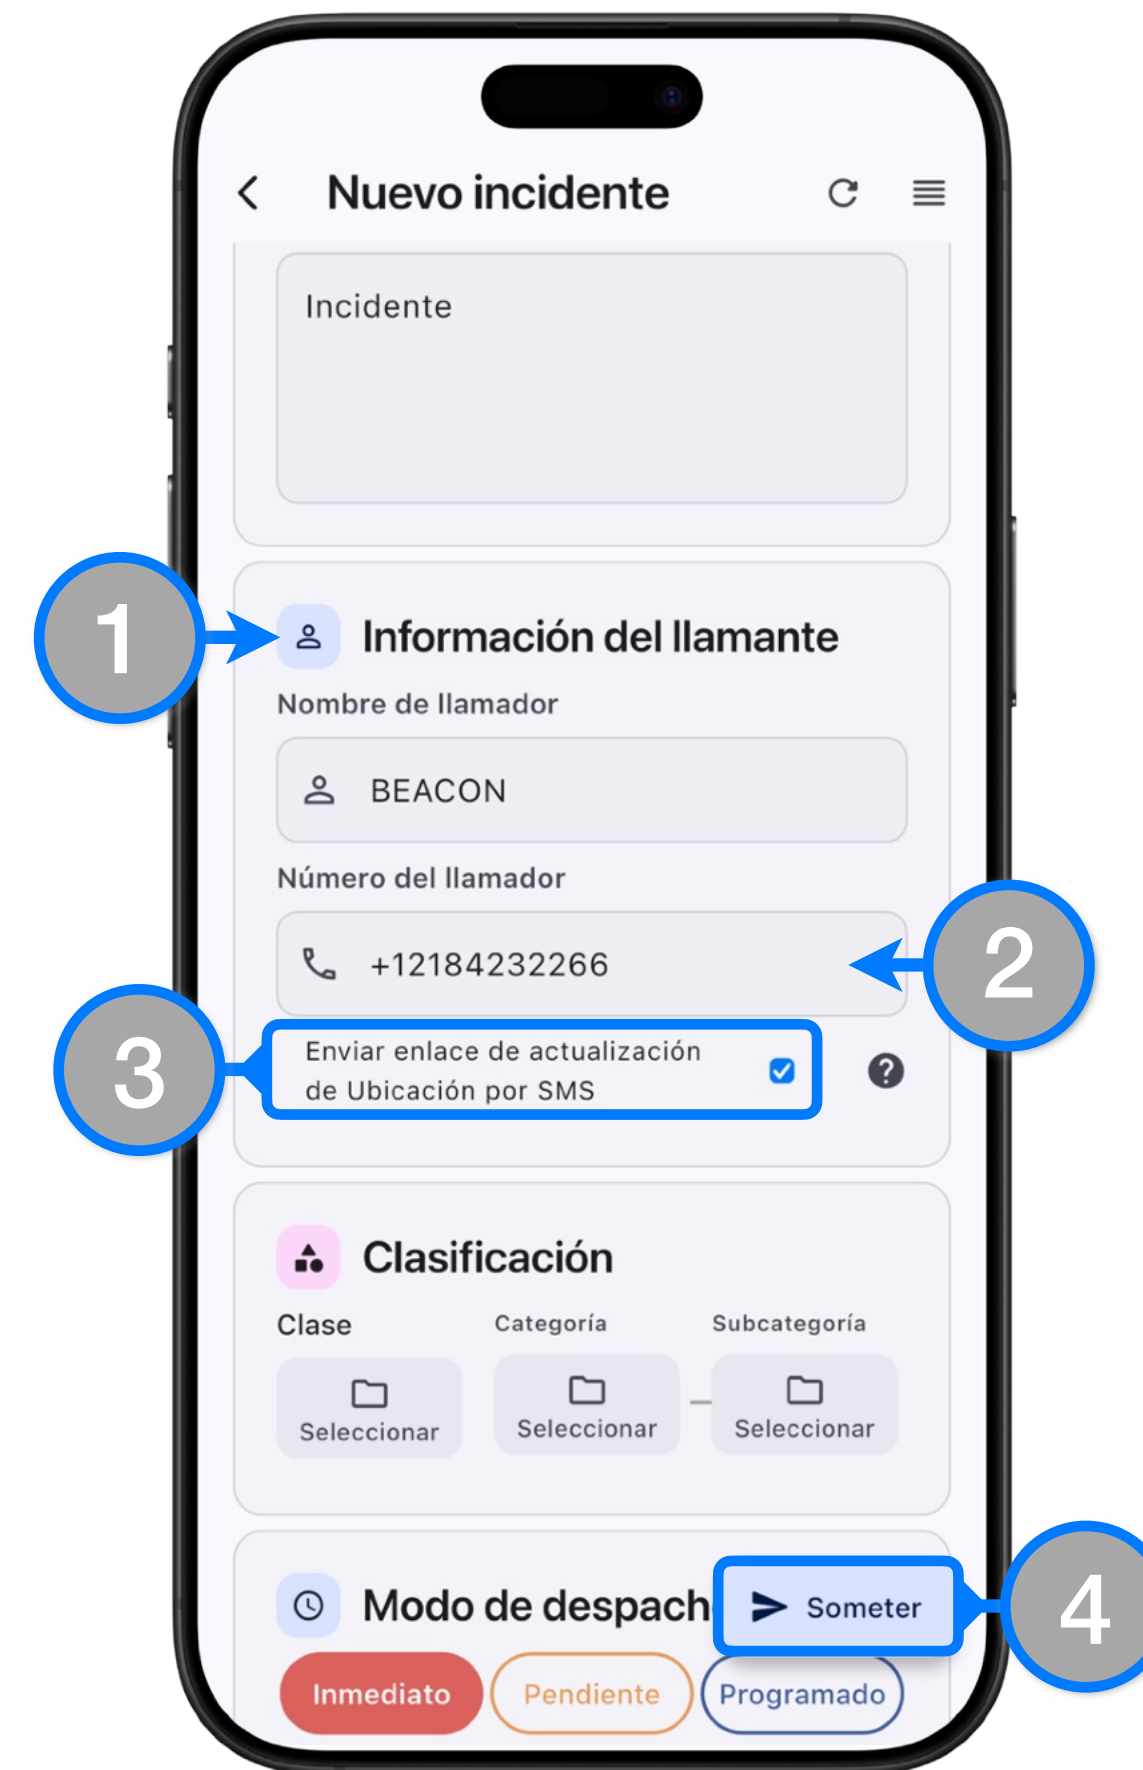 Nuevo incidente
Incidente
1
Información del llamante
Nombre de llamador
BEACON
Número del llamador
+12184232266
2
3
Enviar enlace de actualización
de Ubicación por SMS
Clasificación
Clase
Categoría
Subcategoría
Seleccionar
Seleccionar
Seleccionar
Modo de despach
Someter
4
Inmediato
Pendiente
Programado